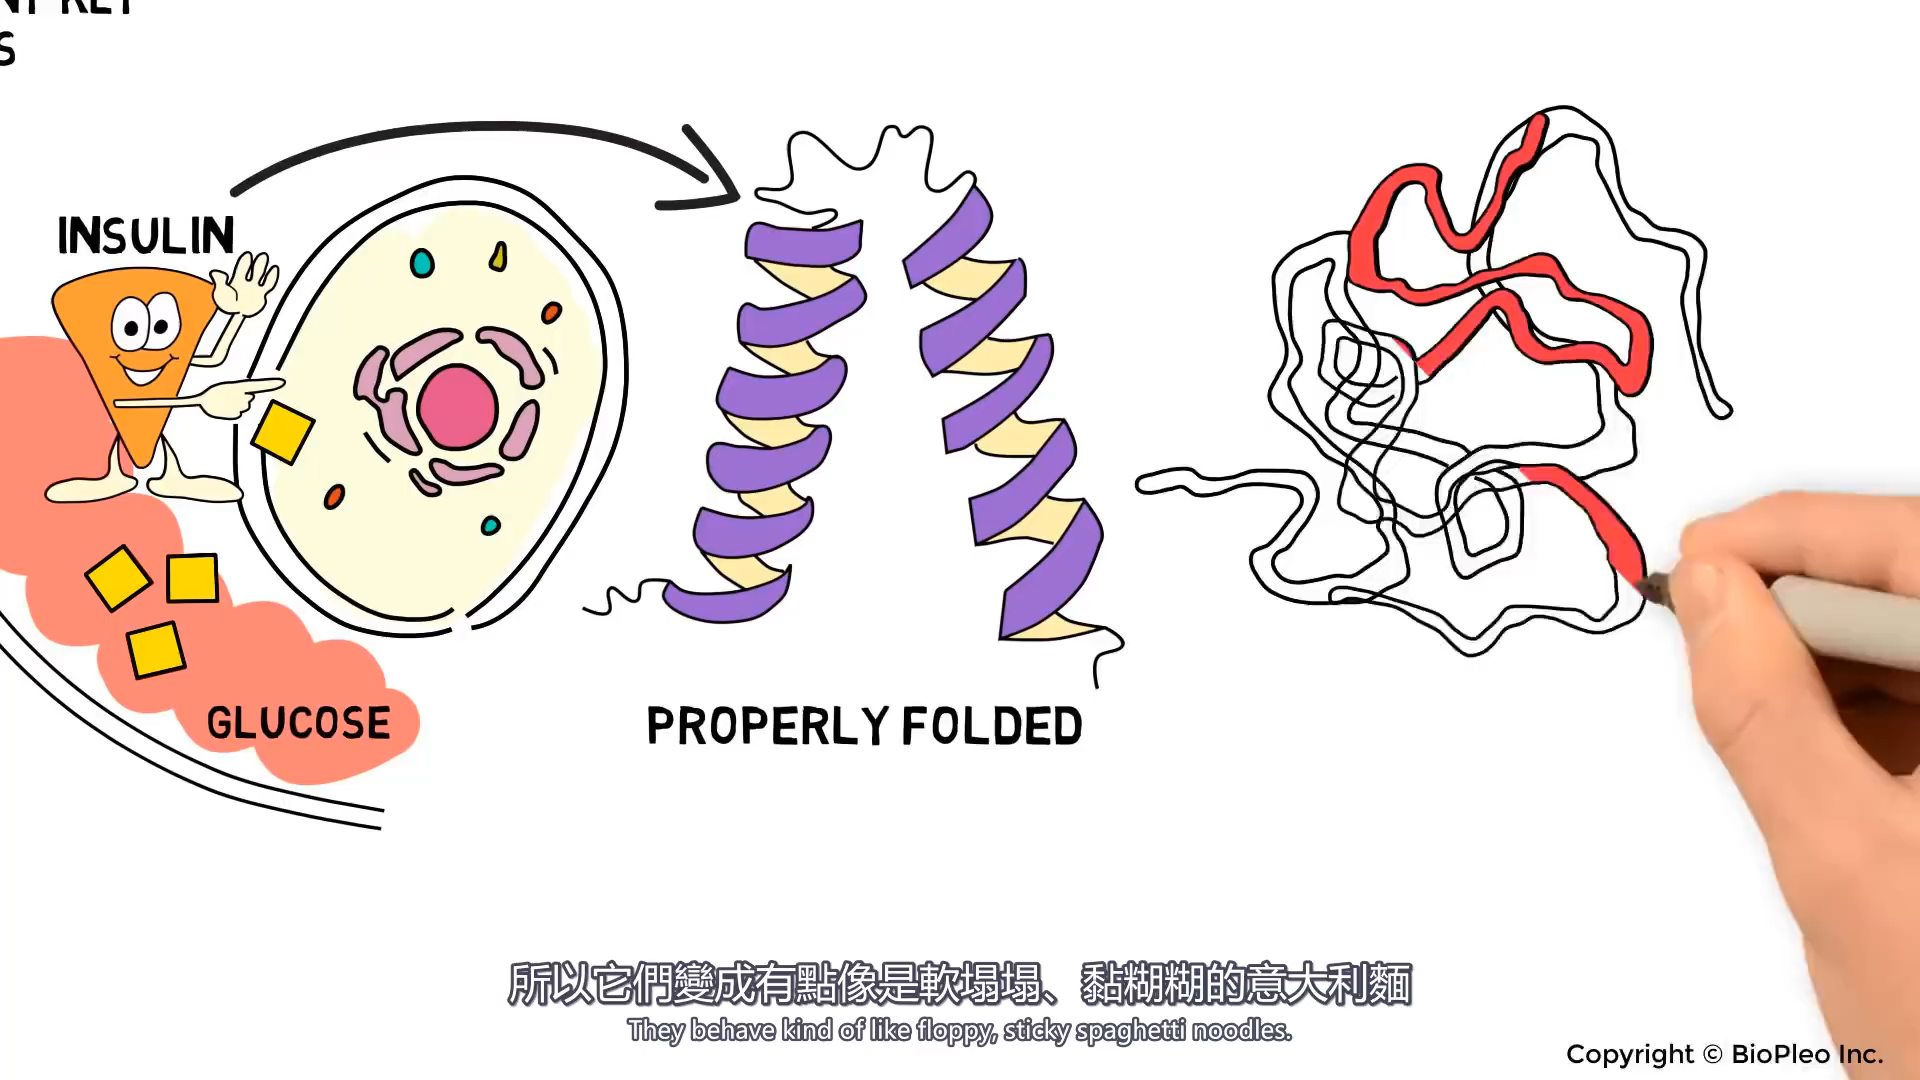 INSULIN
GLUCOSE
PROPERLY FOLDED
所以它們變成有點像是軟塌塌、黏糊糊的意大利麵
They behave kind of like floppy, sticky spaghetti noodles.
Copyright © BioPleo Inc.